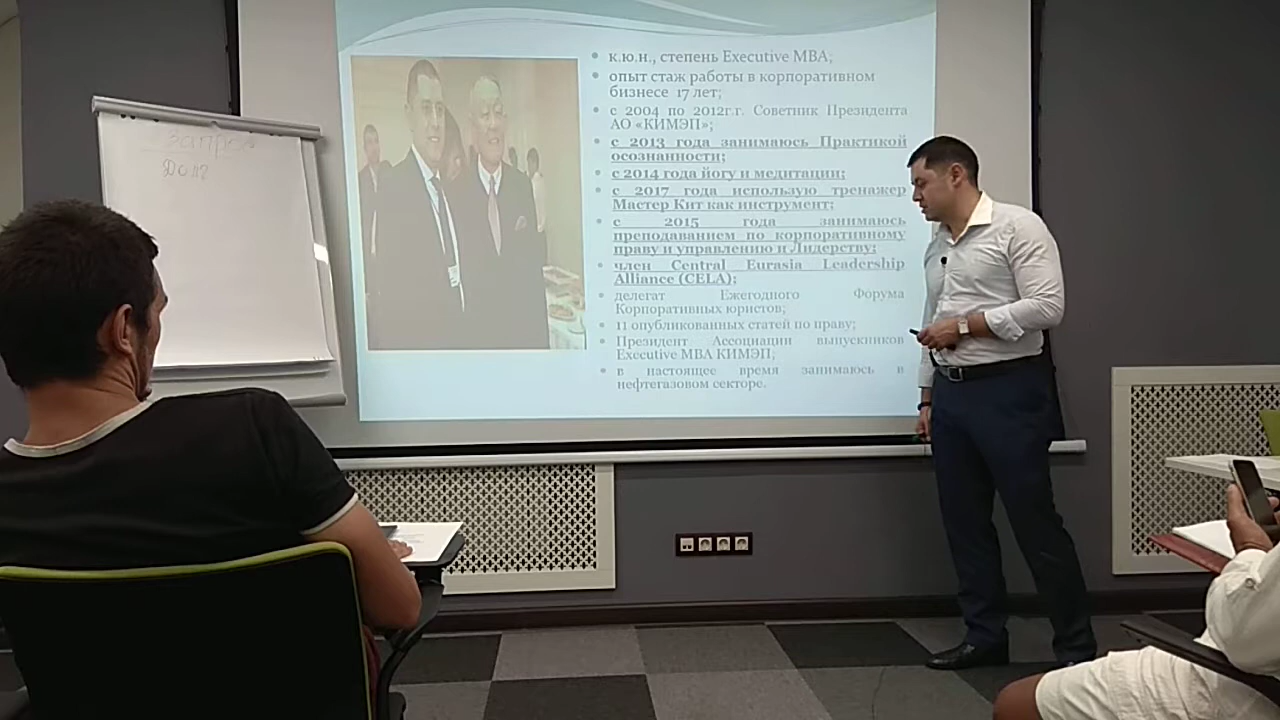 запрос
Долг
к.ю.н., степень Executive MBA;
опыт стаж работы в корпоративном
бизнесе 17 лет;
с 2004 по 2012г.г. Советник Президента
АО «КИМЭП»;
с 2013 года занимаюсь Практикой
осознанности;
с 2014 года йогу и медитации;
с 2017 года использую тренажер
Мастер Кит как инструмент;
с 2015 года занимаюсь
преподаванием по корпоративному
праву и управлению и Лидерству;
член Central Eurasia Leadership
Alliance (CELA);
делегат Ежегодного Форума
Корпоративных юристов;
11 опубликованных статей по праву;
Президент Ассоциации выпускников
Executive MBA КИМЭП;
в настоящее время занимаюсь в
нефтегазовом секторе.